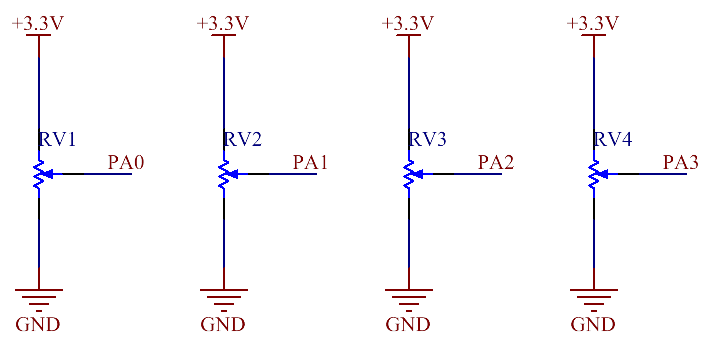 +3.3V +3.3V +3.3V +3.3V
RV1 RV2 RV3 RV4
PA0 PA1 PA2 PA3
GND GND GND GND